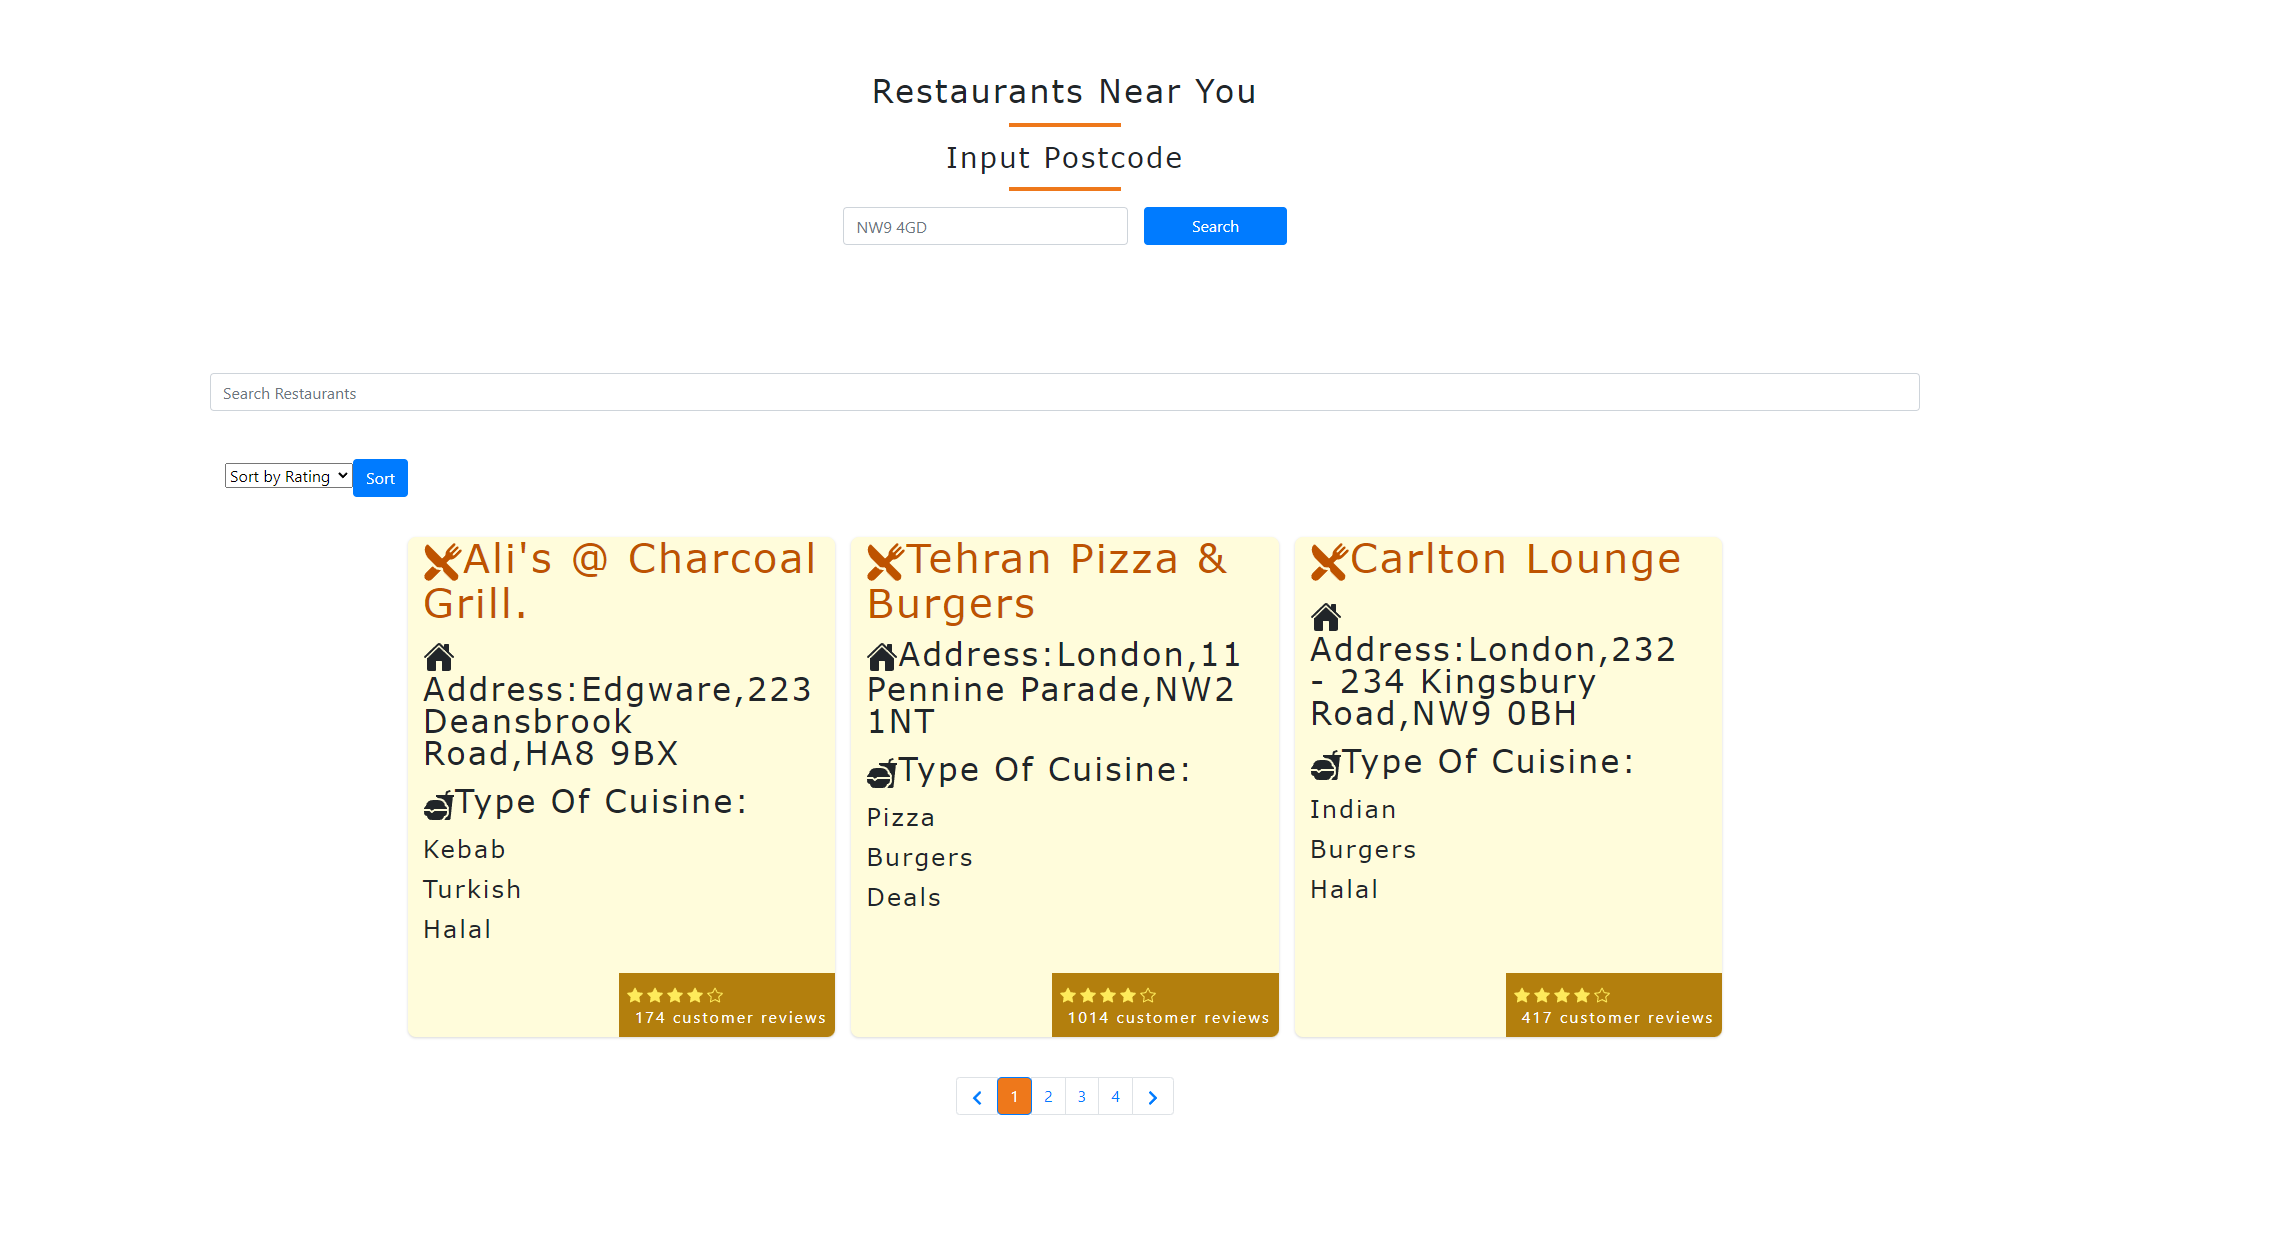 Restaurants Near You
Input Postcode
NW9 4GD
Search
Search Restaurants
Sort by Rating
Sort
Ali's @ Charcoal
Grill.
Address:Edgware,223
Deansbrook
Road,HA8 9BX
Type Of Cuisine:
Kebab
Turkish
Halal
174 customer reviews
Tehran Pizza &
Burgers
Address:London,11
Pennine Parade,NW2
1NT
Type Of Cuisine:
Pizza
Burgers
Deals
1014 customer reviews
Carlton Lounge
Address:London,232
- 234 Kingsbury
Road,NW9 0BH
Type Of Cuisine:
Indian
Burgers
Halal
417 customer reviews
1 2 3 4